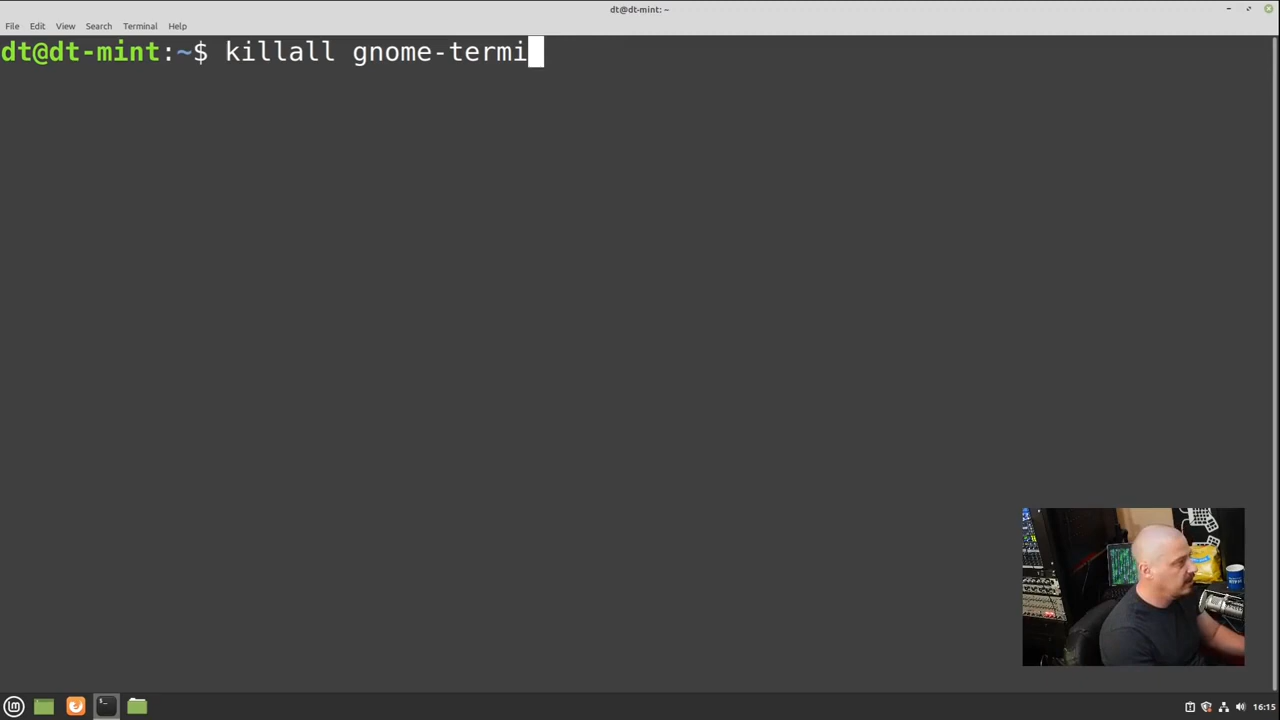 dt@dt-mint: ~
File Edit View Search Terminal Help
dt@dt-mint:~$ killall gnome-termi
16:15